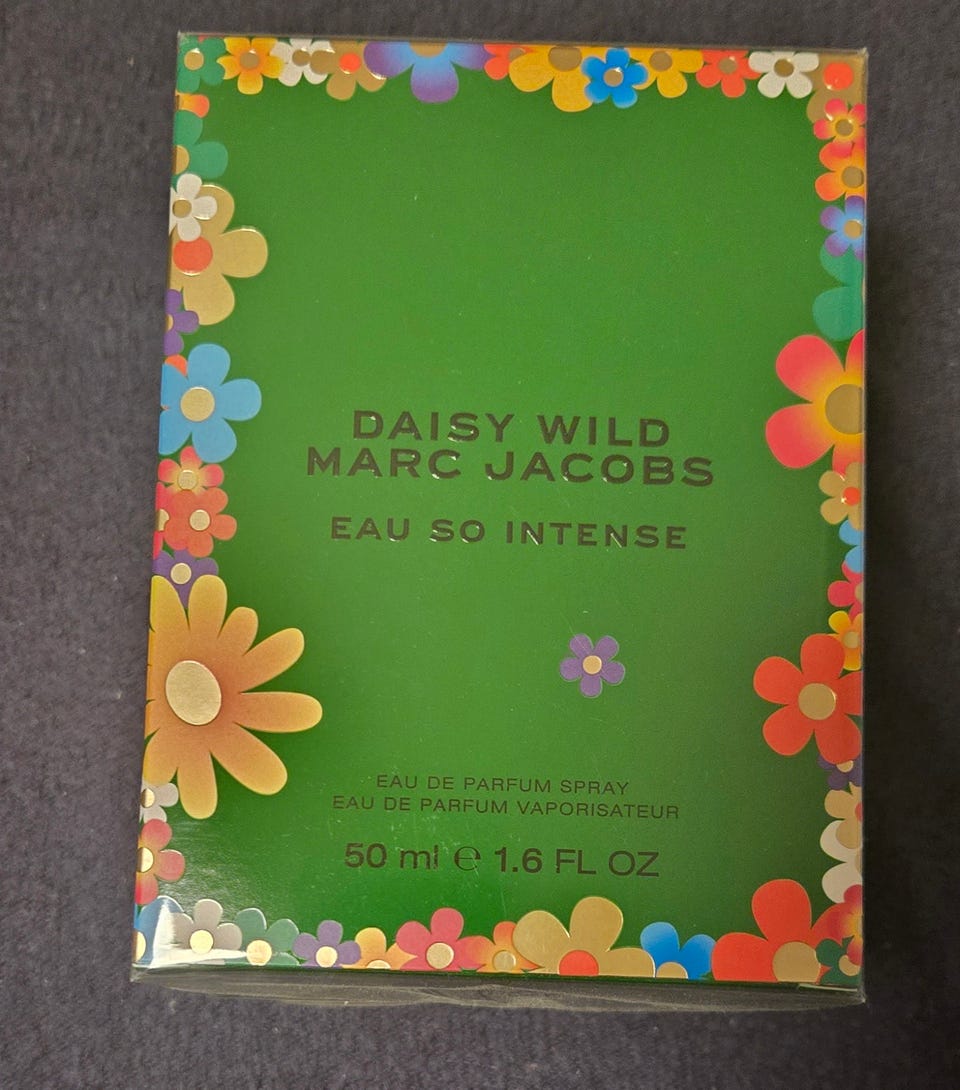 DAISY WILD
MARC JACOBS
EAU SO INTENSE
EAU DE PARFUM SPRAY
EAU DE PARFUM VAPORISATEUR
50 ml ℮ 1.6 FL OZ